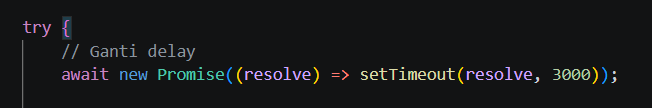 try {
// Ganti delay
await new Promise((resolve) => setTimeout(resolve, 3000));